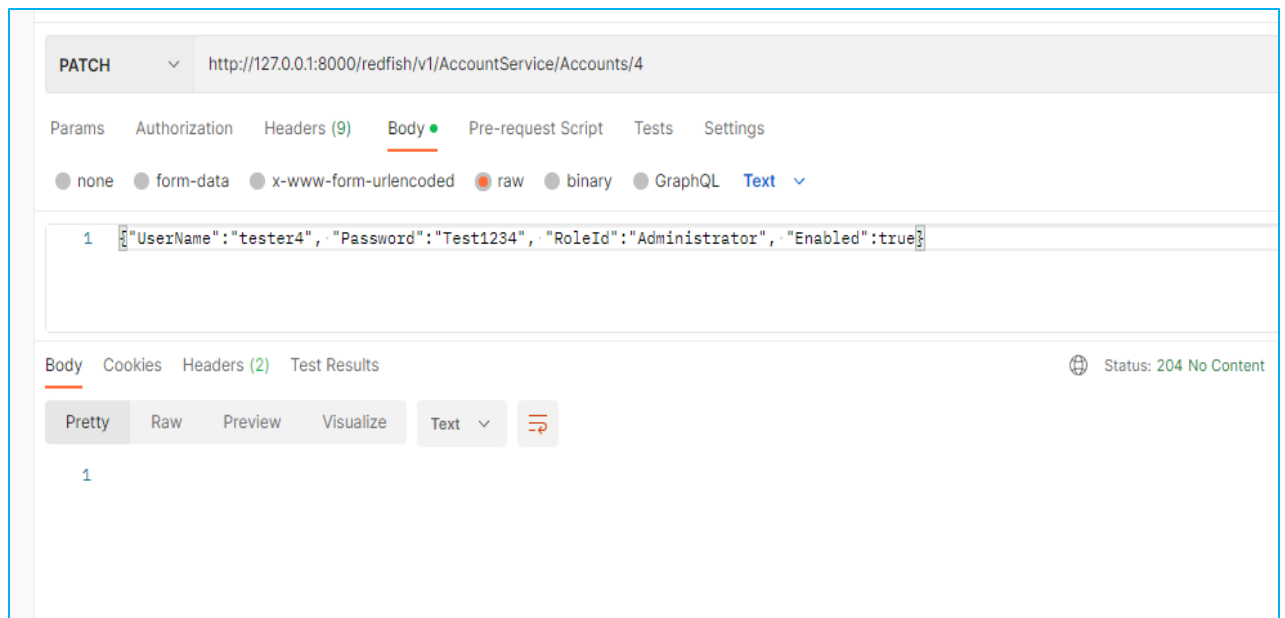 PATCH http://127.0.0.1:8000/redfish/v1/AccountService/Accounts/4
Params Authorization Headers (9) Body Pre-request Script Tests Settings
none form-data x-www-form-urlencoded raw binary GraphQL Text
1 {"UserName":"tester4", "Password":"Test1234", "RoleId":"Administrator", "Enabled":true}
Body Cookies Headers (2) Test Results Status: 204 No Content
Pretty Raw Preview Visualize Text
1